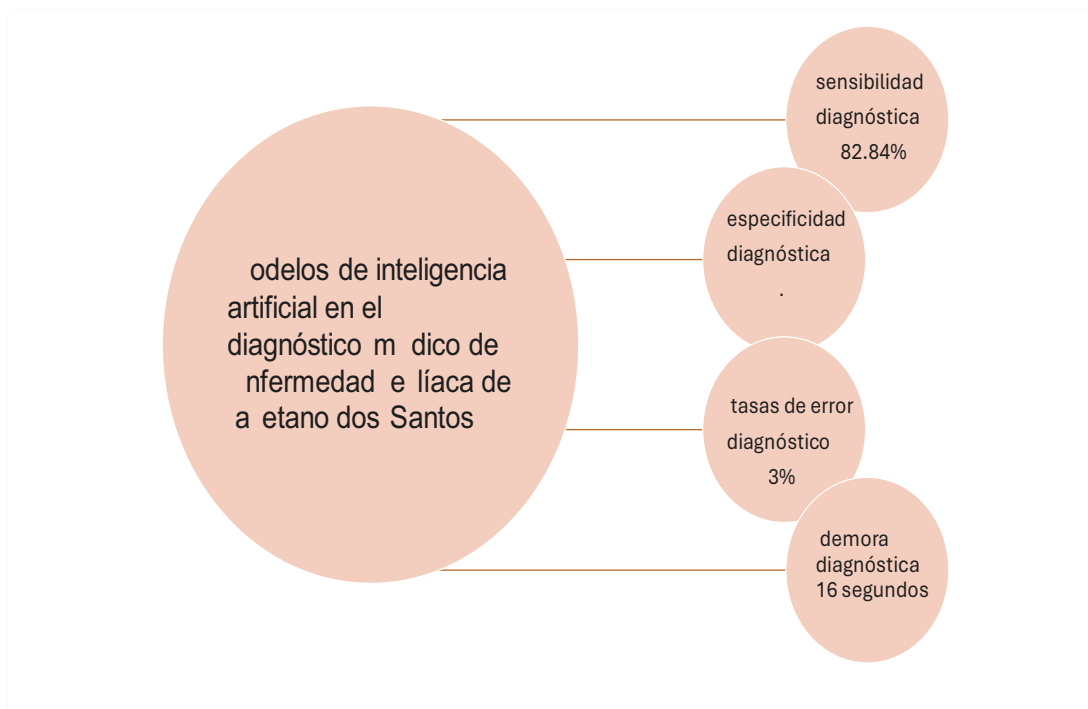 odelos de inteligencia
artificial en el
diagnóstico m dico de
nfermedad e líaca de
a etano dos Santos
sensibilidad
diagnóstica
82.84%
especificidad
diagnóstica
.
tasas de error
diagnóstico
3%
demora
diagnóstica
16 segundos